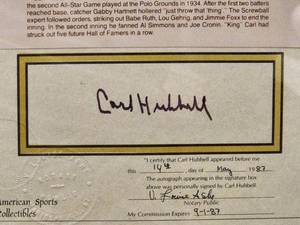 the second All-Star Game played at the Polo Grounds in 1934. After the first two batters
reached base, catcher Gabby Hartnett hollered "just throw that 'thing'." The Screwball
expert followed orders, striking out Babe Ruth, Lou Gehrig, and Jimmie Foxx to end the
inning. In the second inning he fanned Al Simmons and Joe Cronin. "King" Carl had
struck out five future Hall of Famers in a row.
Carl Hubbell
I certify that Carl Hubbell appeared before me
this 14th, day of May 1987
The autograph appearing in the signature box
above was personally signed by Carl Hubbell.
Notary Public
My Commission Expires 9-1-87
American Sports
Collectibles